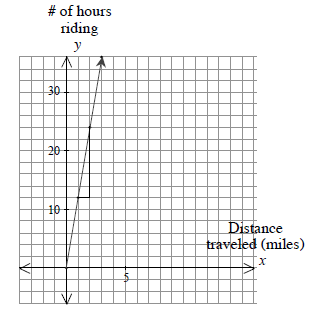 # of hours
riding
y
30
20
10
Distance
traveled (miles)
x
5